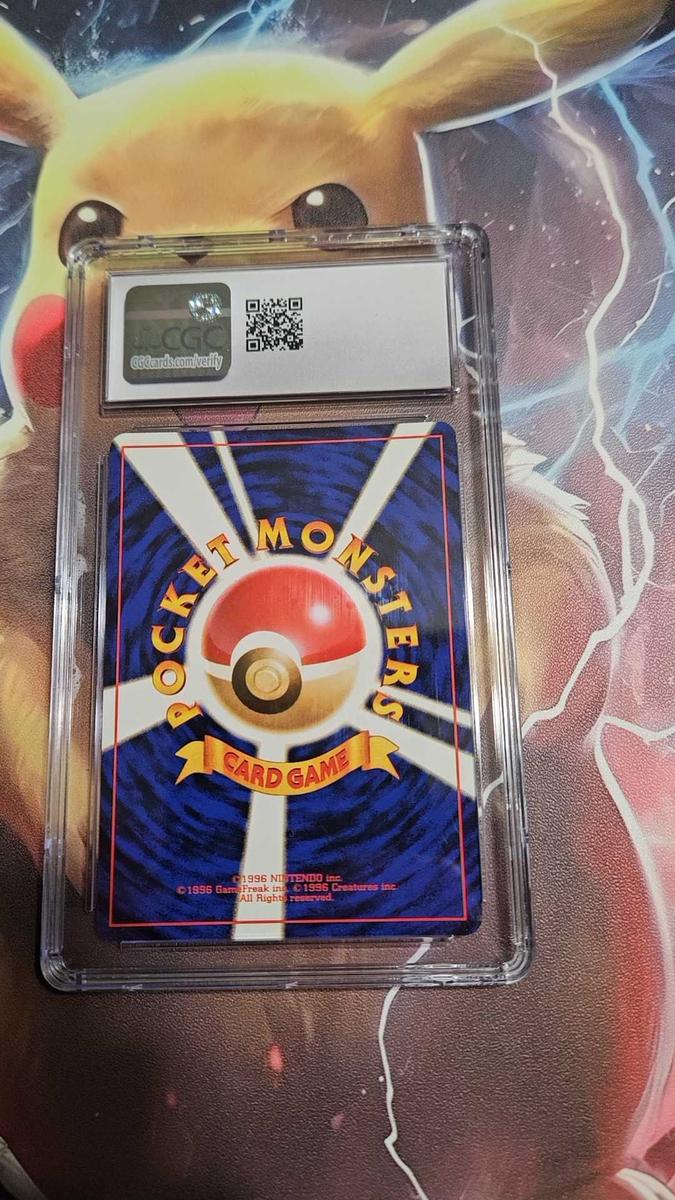 CGC
CGCcards.com/verify
POCKET MONSTERS
CARD GAME
©1996 NINTENDO inc.
©1996 GameFreak inc. ©1996 Creatures inc.
All Rights reserved.